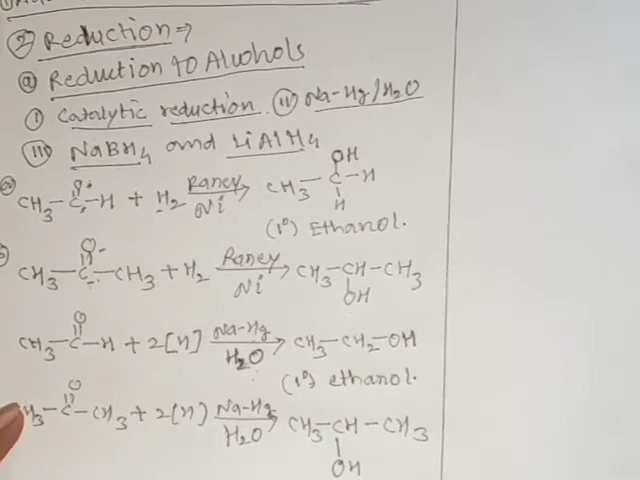 ② Reduction ⇒
ⓐ Reduction to Alcohols
① Catalytic reduction ⅱ Na-Hg/H₂O
ⅲ NaBH₄ and LiAlH₄
CH₃-C(=O)-H + H₂ Raney Ni → CH₃-C(OH)(H)-H
(1°) Ethanol.
CH₃-C(=O)-CH₃ + H₂ Raney Ni → CH₃-CH(OH)-CH₃
CH₃-C(=O)-H + 2[H] Na-Hg H₂O → CH₃-CH₂-OH
(1°) ethanol.
H₃-C(=O)-CH₃ + 2[H] Na-Hg H₂O → CH₃-CH(OH)-CH₃